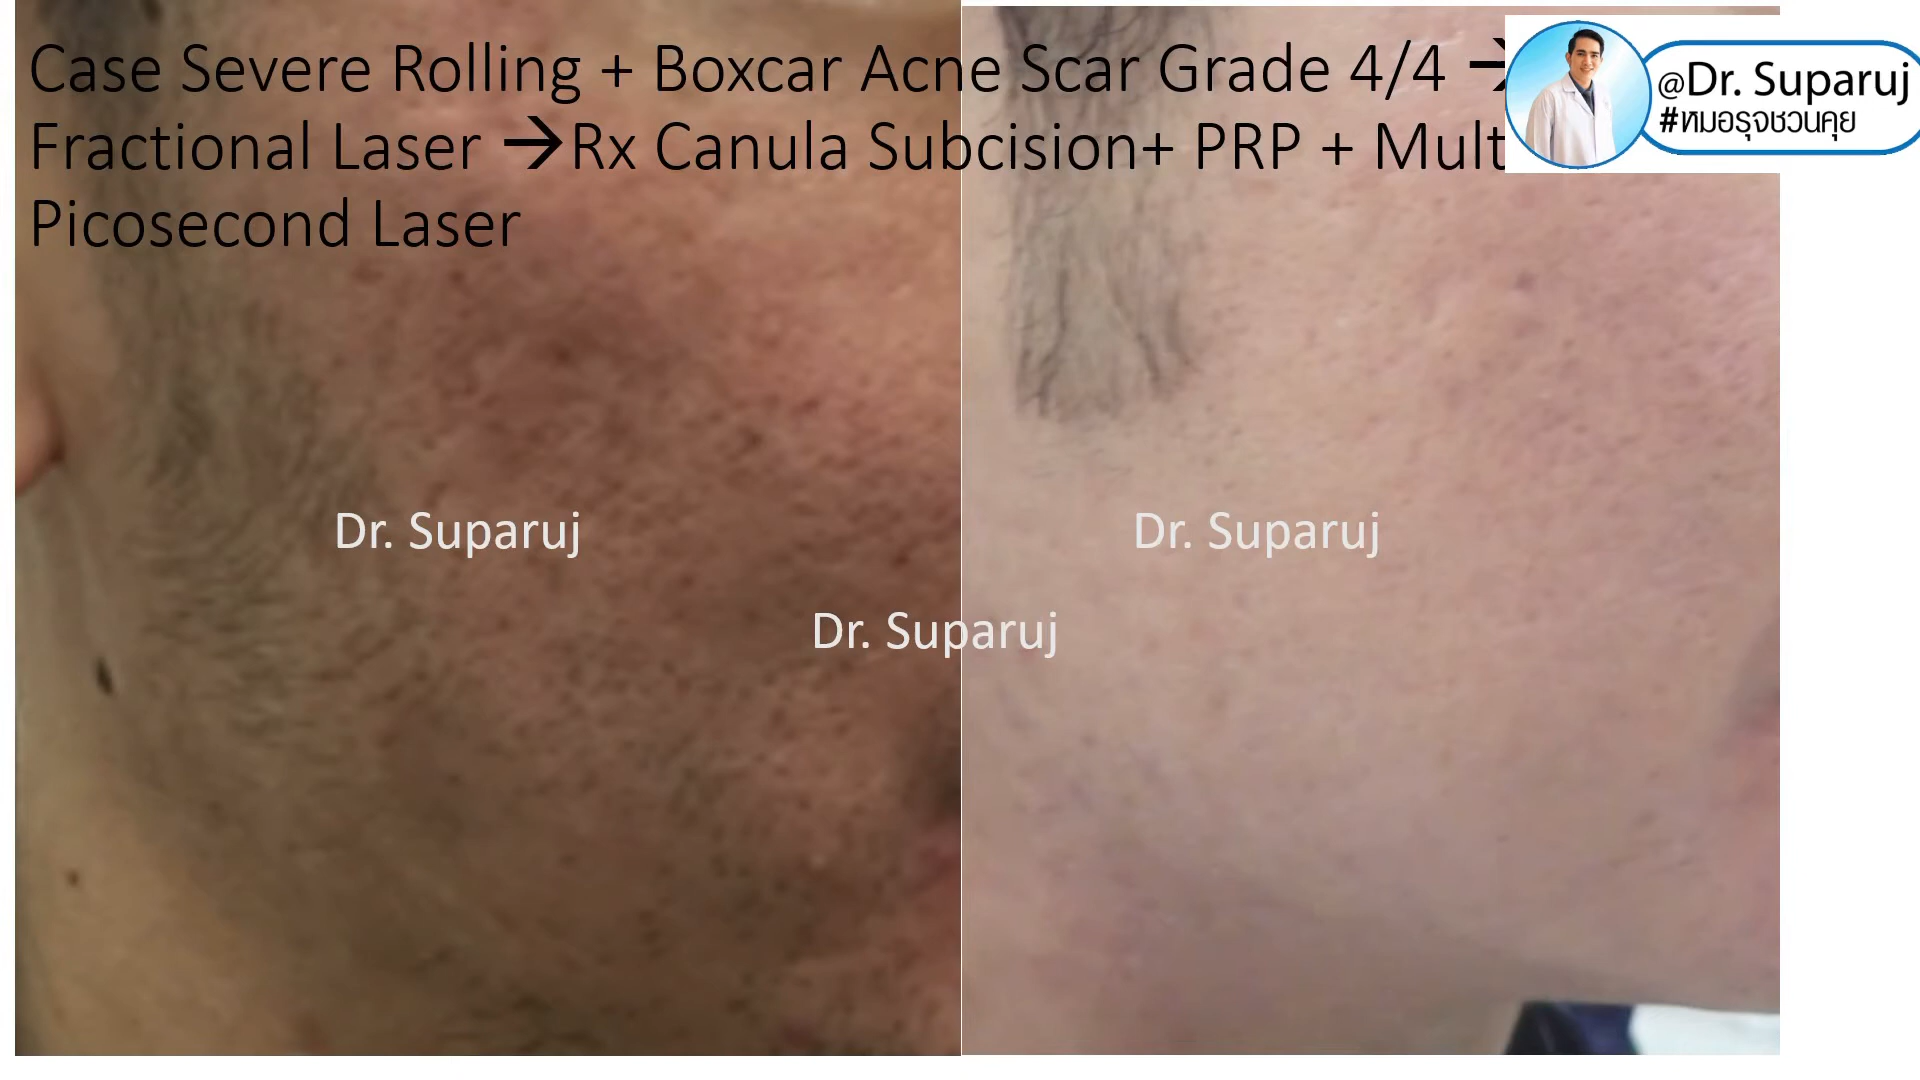 Case Severe Rolling + Boxcar Acne Scar Grade 4/4 →
Fractional Laser →Rx Canula Subcision+ PRP + Mult
Picosecond Laser
@Dr. Suparuj
#หมอรุจชวนคุย
Dr. Suparuj
Dr. Suparuj
Dr. Suparuj